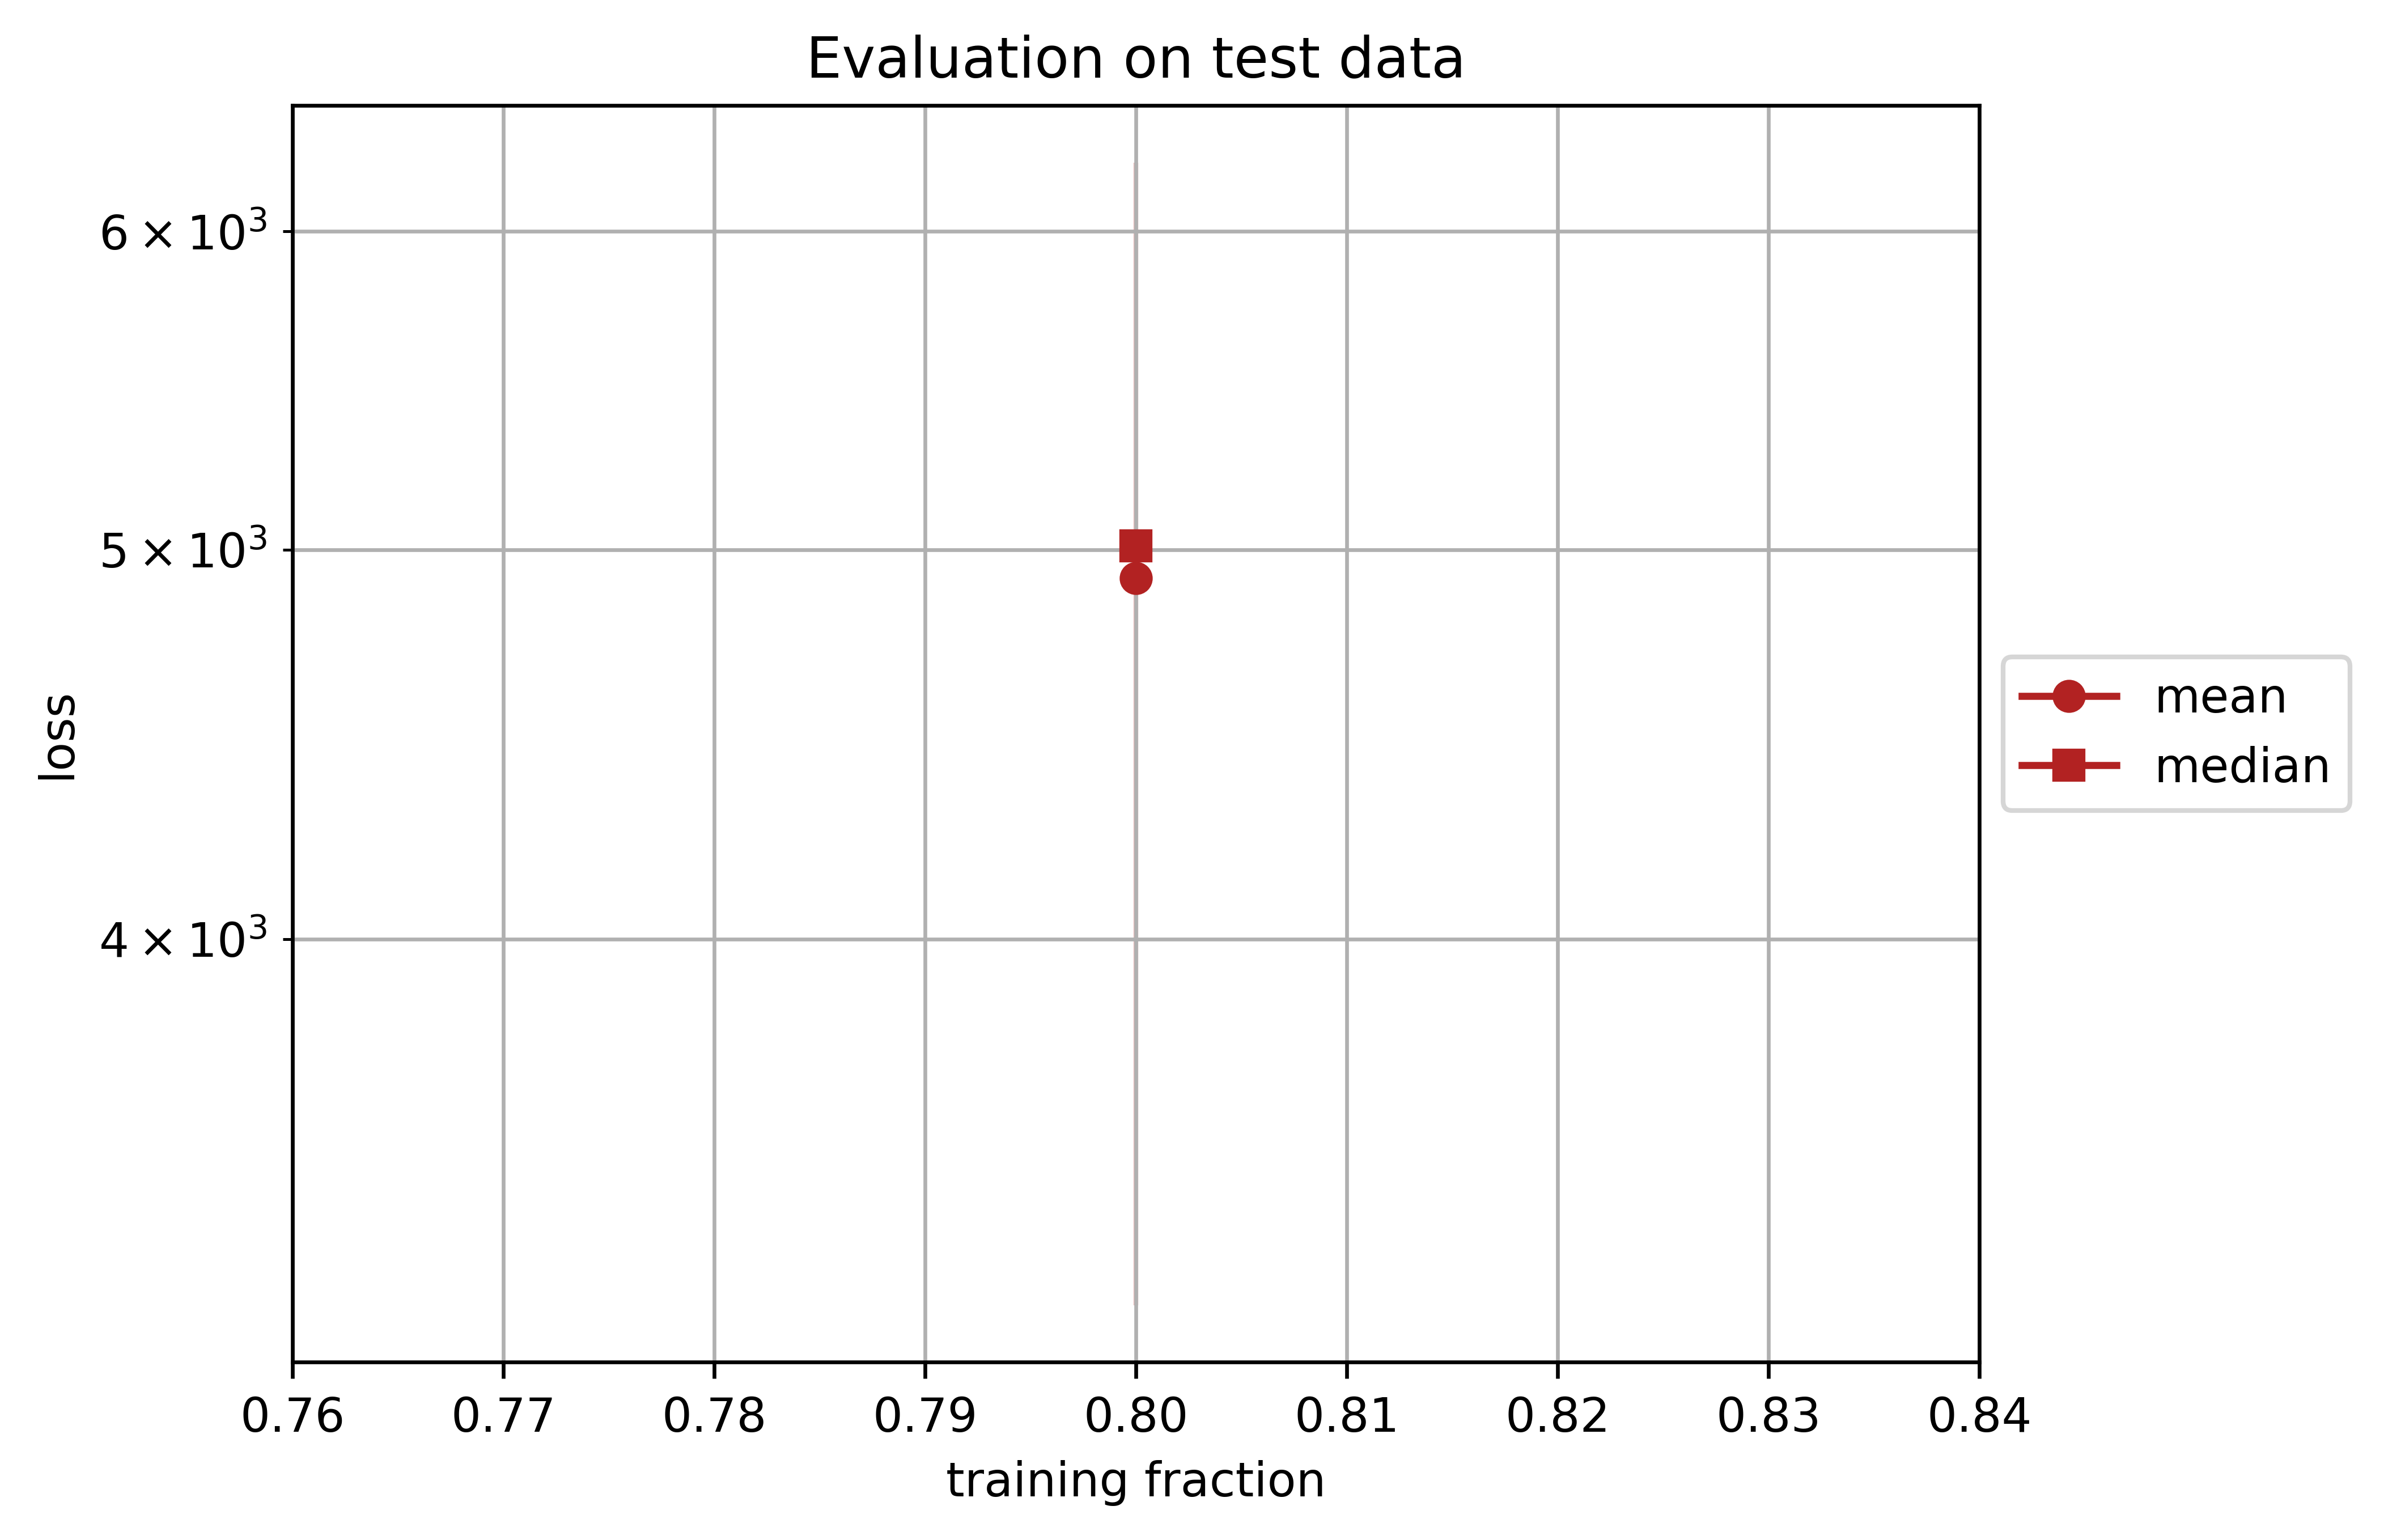 Evaluation on test data
6 × 10³
5 × 10³
4 × 10³
loss
0.76 0.77 0.78 0.79 0.80 0.81 0.82 0.83 0.84
training fraction
mean
median